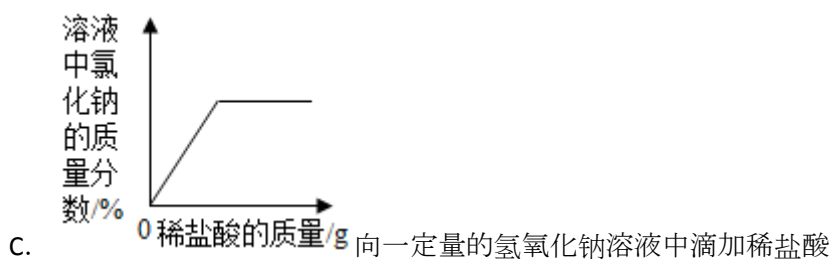 溶液
中氯
化钠
的质
量分
数/%
0 稀盐酸的质量/g
C. 向一定量的氢氧化钠溶液中滴加稀盐酸